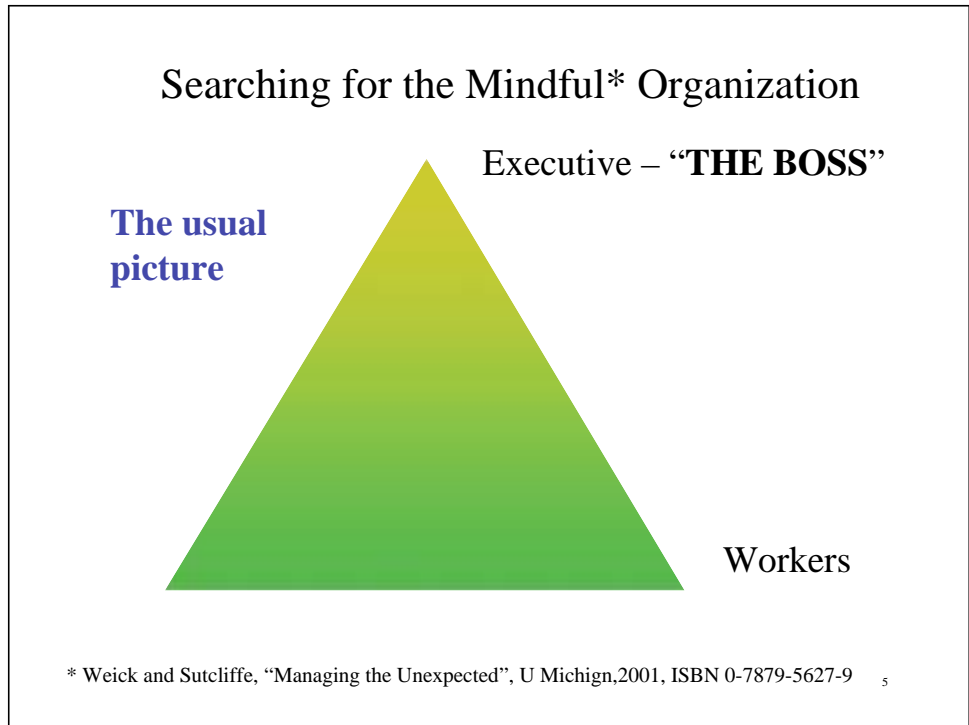 Searching for the Mindful* Organization
Executive – “THE BOSS”
The usual
picture
Workers
* Weick and Sutcliffe, “Managing the Unexpected”, U Michign,2001, ISBN 0-7879-5627-9
5